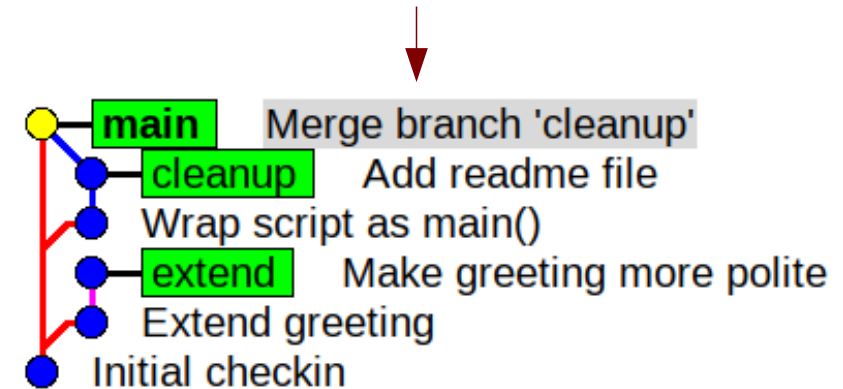 main Merge branch 'cleanup'
cleanup Add readme file
Wrap script as main()
extend Make greeting more polite
Extend greeting
Initial checkin